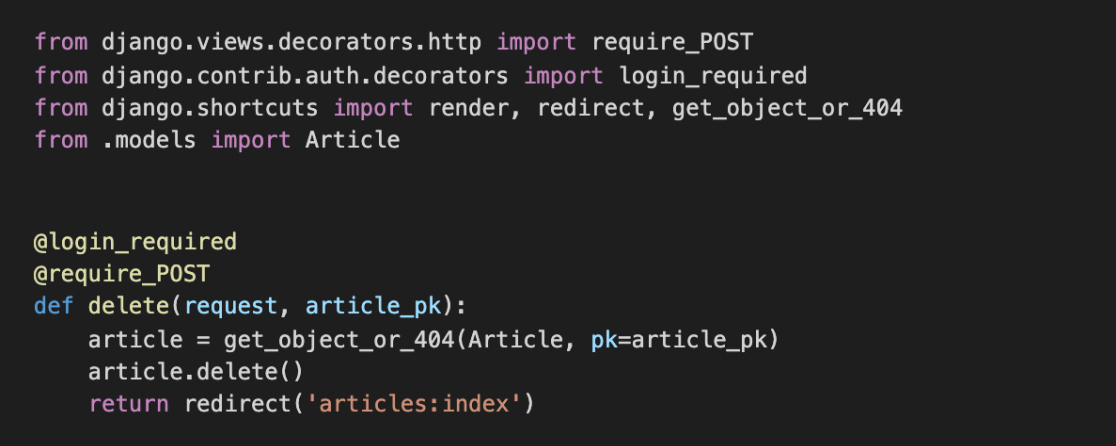 from django.views.decorators.http import require_POST
from django.contrib.auth.decorators import login_required
from django.shortcuts import render, redirect, get_object_or_404
from .models import Article
@login_required
@require_POST
def delete(request, article_pk):
    article = get_object_or_404(Article, pk=article_pk)
    article.delete()
    return redirect('articles:index')